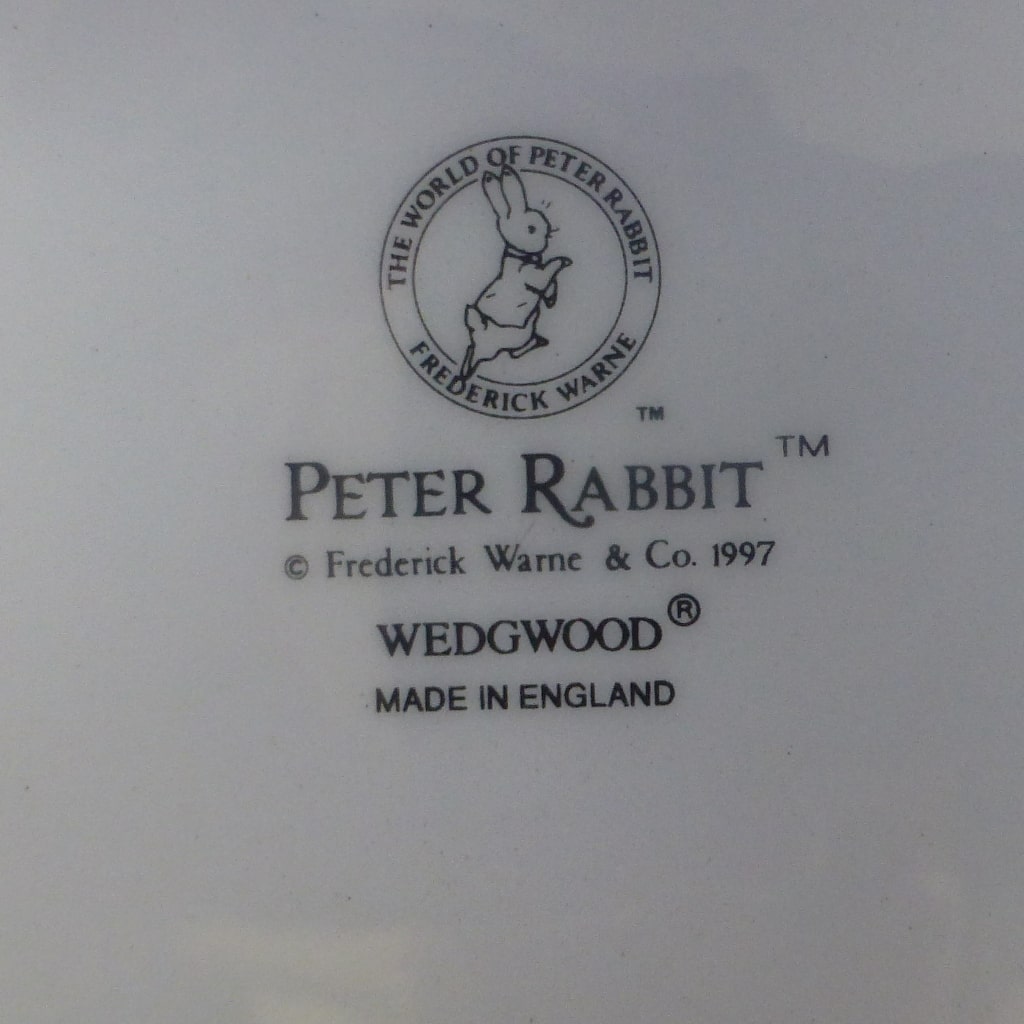 THE WORLD OF PETER RABBIT
FREDERICK WARNE
TM
PETER RABBIT TM
© Frederick Warne & Co. 1997
WEDGWOOD®
MADE IN ENGLAND